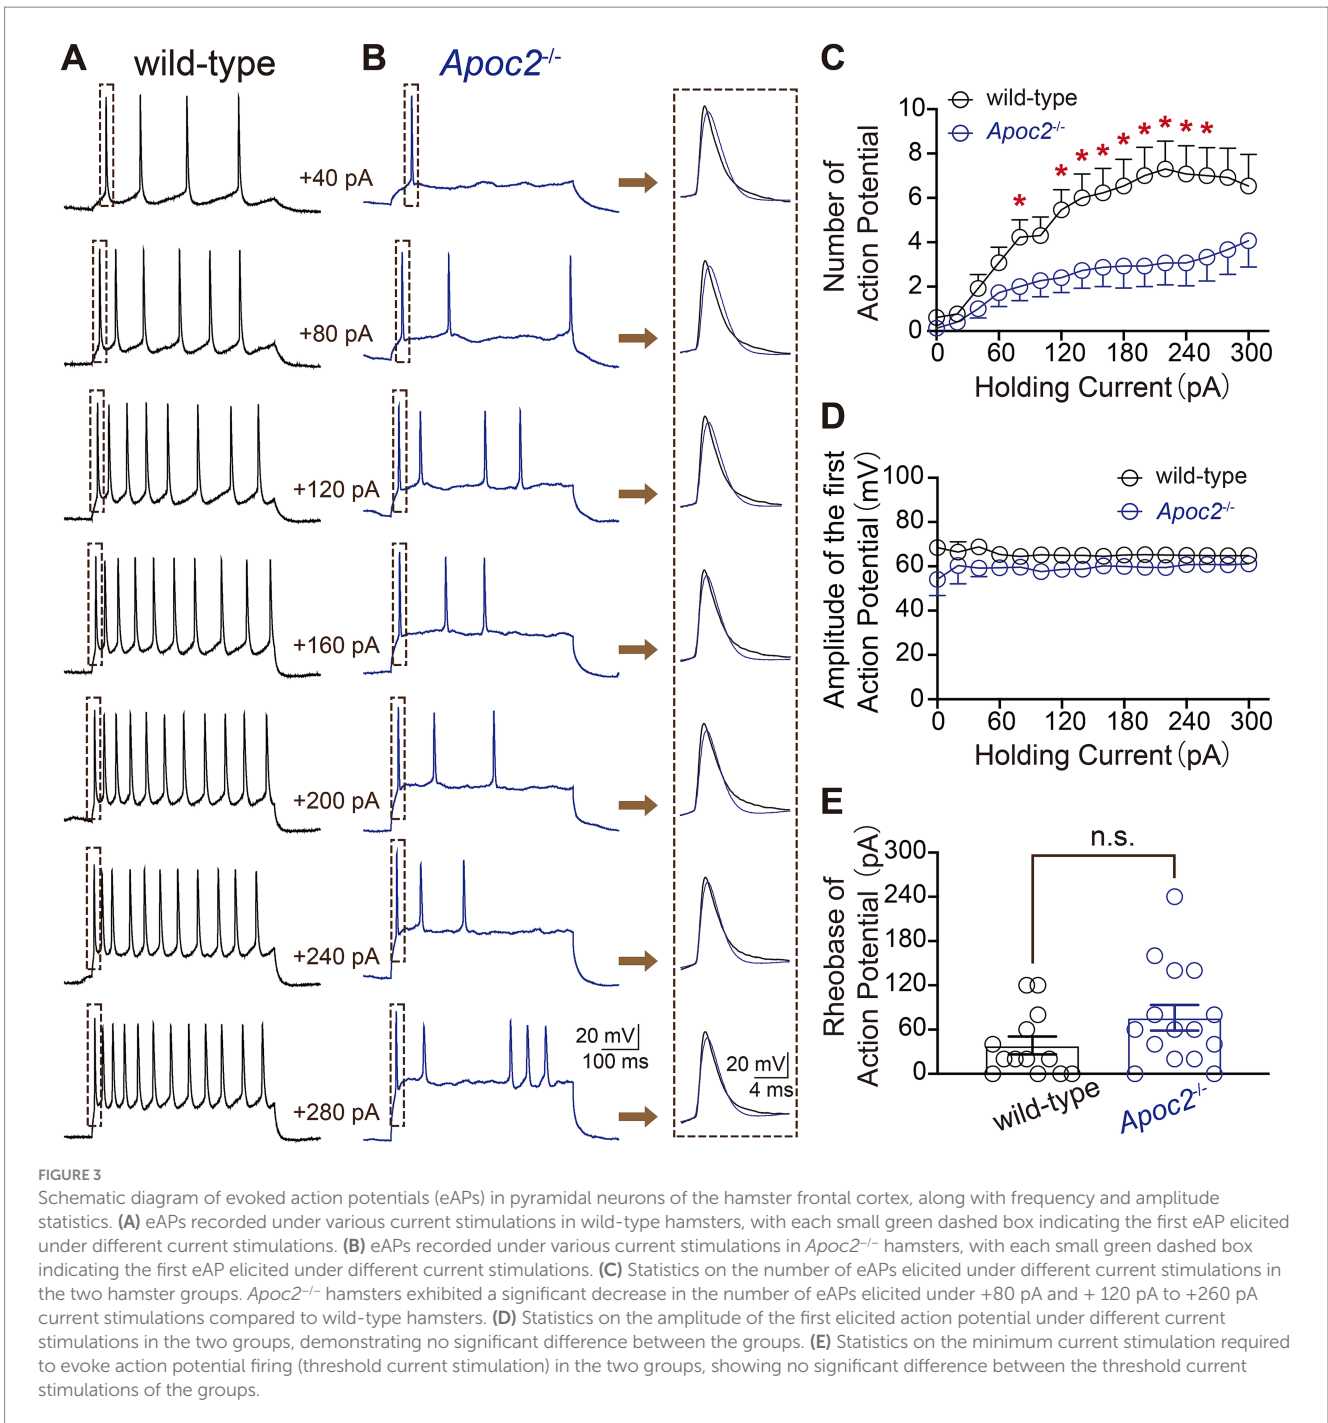 A wild-type B Apoc2-/-
+40 pA
+80 pA
+120 pA
+160 pA
+200 pA
+240 pA
+280 pA
20 mV
100 ms
20 mV
4 ms
C
wild-type
Apoc2-/-
Number of
Action Potential
10
8
6
4
2
0
* * * * * * * * *
0 60 120 180 240 300
Holding Current (pA)
D
wild-type
Apoc2-/-
Amplitude of the first
Action Potential (mV)
100
80
60
40
20
0
0 60 120 180 240 300
Holding Current (pA)
E
n.s.
Rheobase of
Action Potential (pA)
300
240
180
120
60
0
wild-type Apoc2-/-
FIGURE 3
Schematic diagram of evoked action potentials (eAPs) in pyramidal neurons of the hamster frontal cortex, along with frequency and amplitude
statistics. (A) eAPs recorded under various current stimulations in wild-type hamsters, with each small green dashed box indicating the first eAP elicited
under different current stimulations. (B) eAPs recorded under various current stimulations in Apoc2−/− hamsters, with each small green dashed box
indicating the first eAP elicited under different current stimulations. (C) Statistics on the number of eAPs elicited under different current stimulations in
the two hamster groups. Apoc2−/− hamsters exhibited a significant decrease in the number of eAPs elicited under +80 pA and + 120 pA to +260 pA
current stimulations compared to wild-type hamsters. (D) Statistics on the amplitude of the first elicited action potential under different current
stimulations in the two groups, demonstrating no significant difference between the groups. (E) Statistics on the minimum current stimulation required
to evoke action potential firing (threshold current stimulation) in the two groups, showing no significant difference between the threshold current
stimulations of the groups.